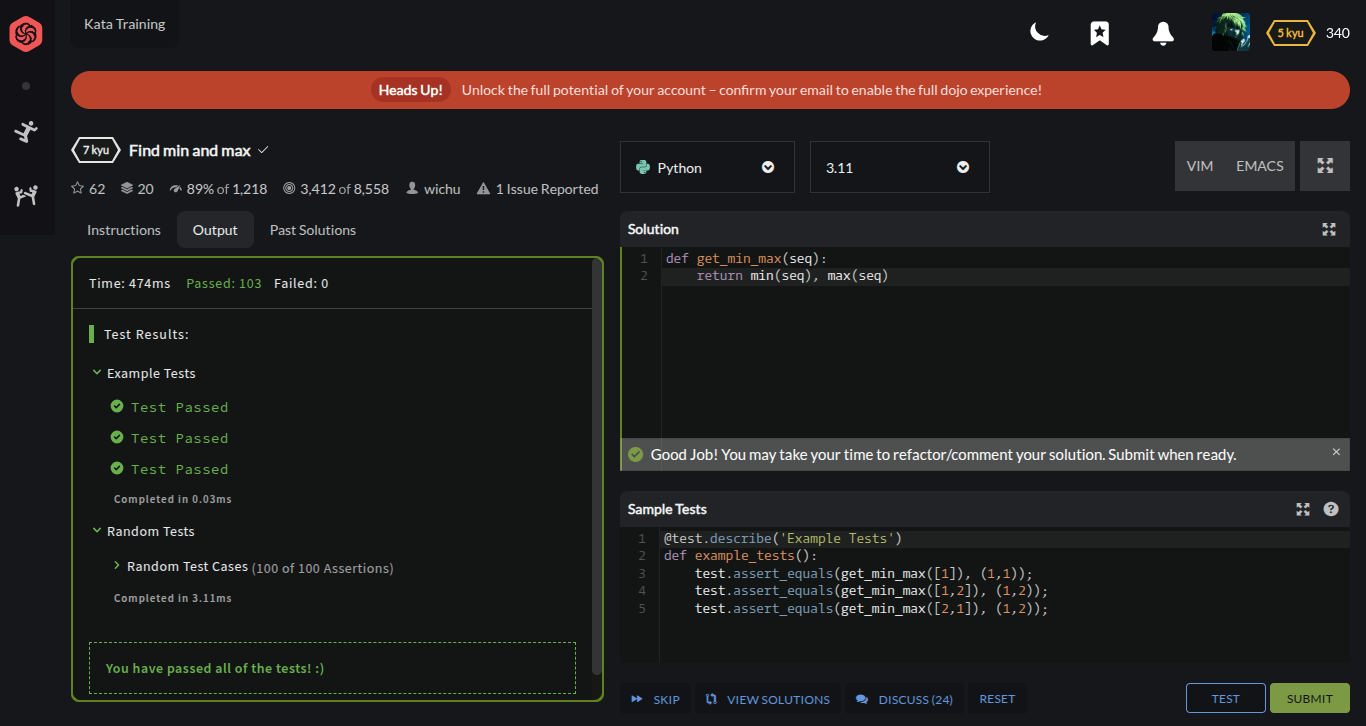 Kata Training
5 kyu 340
Heads Up! Unlock the full potential of your account – confirm your email to enable the full dojo experience!
7 kyu Find min and max
62 20 89% of 1,218 3,412 of 8,558 wichu 1 Issue Reported
Instructions Output Past Solutions
Time: 474ms Passed: 103 Failed: 0
Test Results:
Example Tests
Test Passed
Test Passed
Test Passed
Completed in 0.03ms
Random Tests
Random Test Cases (100 of 100 Assertions)
Completed in 3.11ms
You have passed all of the tests! :)
Python 3.11 VIM EMACS
Solution
1 def get_min_max(seq):
2     return min(seq), max(seq)
Good Job! You may take your time to refactor/comment your solution. Submit when ready. ×
Sample Tests ?
1 @test.describe('Example Tests')
2 def example_tests():
3     test.assert_equals(get_min_max([1]), (1,1));
4     test.assert_equals(get_min_max([1,2]), (1,2));
5     test.assert_equals(get_min_max([2,1]), (1,2));
SKIP VIEW SOLUTIONS DISCUSS (24) RESET TEST SUBMIT